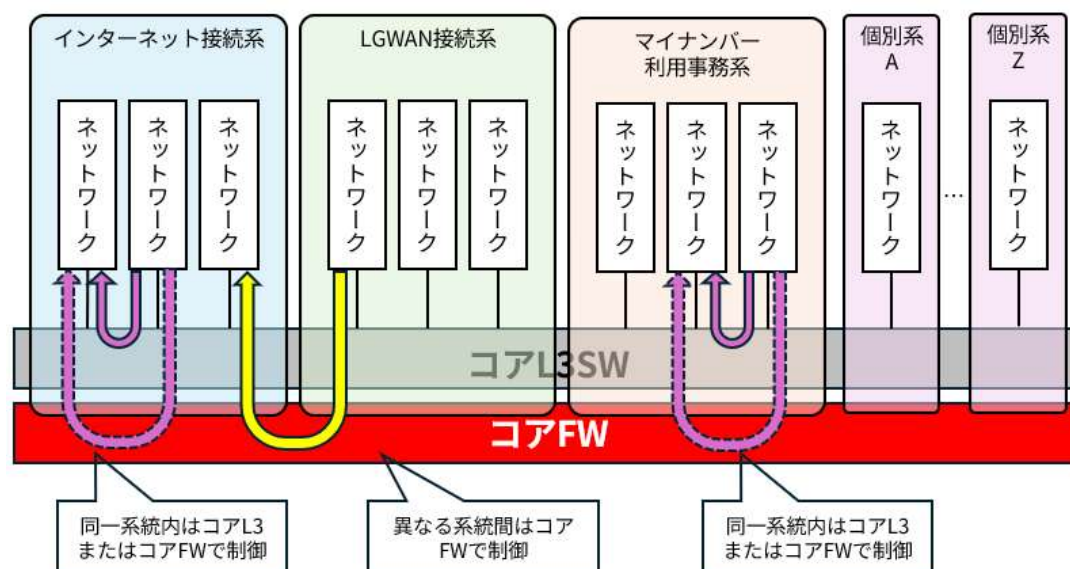 インターネット接続系
LGWAN接続系
マイナンバー
利用事務系
個別系
A
個別系
Z
ネットワーク
ネットワーク
ネットワーク
ネットワーク
ネットワーク
ネットワーク
ネットワーク
ネットワーク
ネットワーク
ネットワーク
…
ネットワーク
コアL3SW
コアFW
同一系統内はコアL3
またはコアFWで制御
異なる系統間はコア
FWで制御
同一系統内はコアL3
またはコアFWで制御